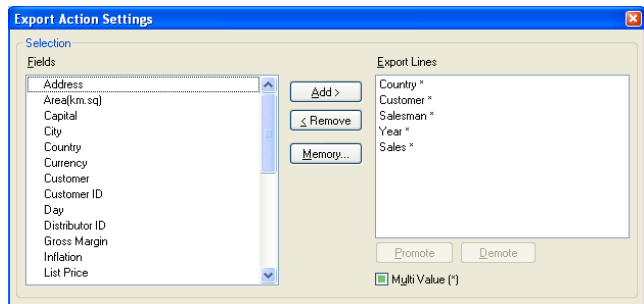 Export Action Settings
Selection
Fields
Address
Area(km.sq)
Capital
City
Country
Currency
Customer
Customer ID
Day
Distributor ID
Gross Margin
Inflation
List Price
Add >
< Remove
Memory...
Export Lines
Country *
Customer *
Salesman *
Year *
Sales *
Promote
Demote
Multi Value (*)